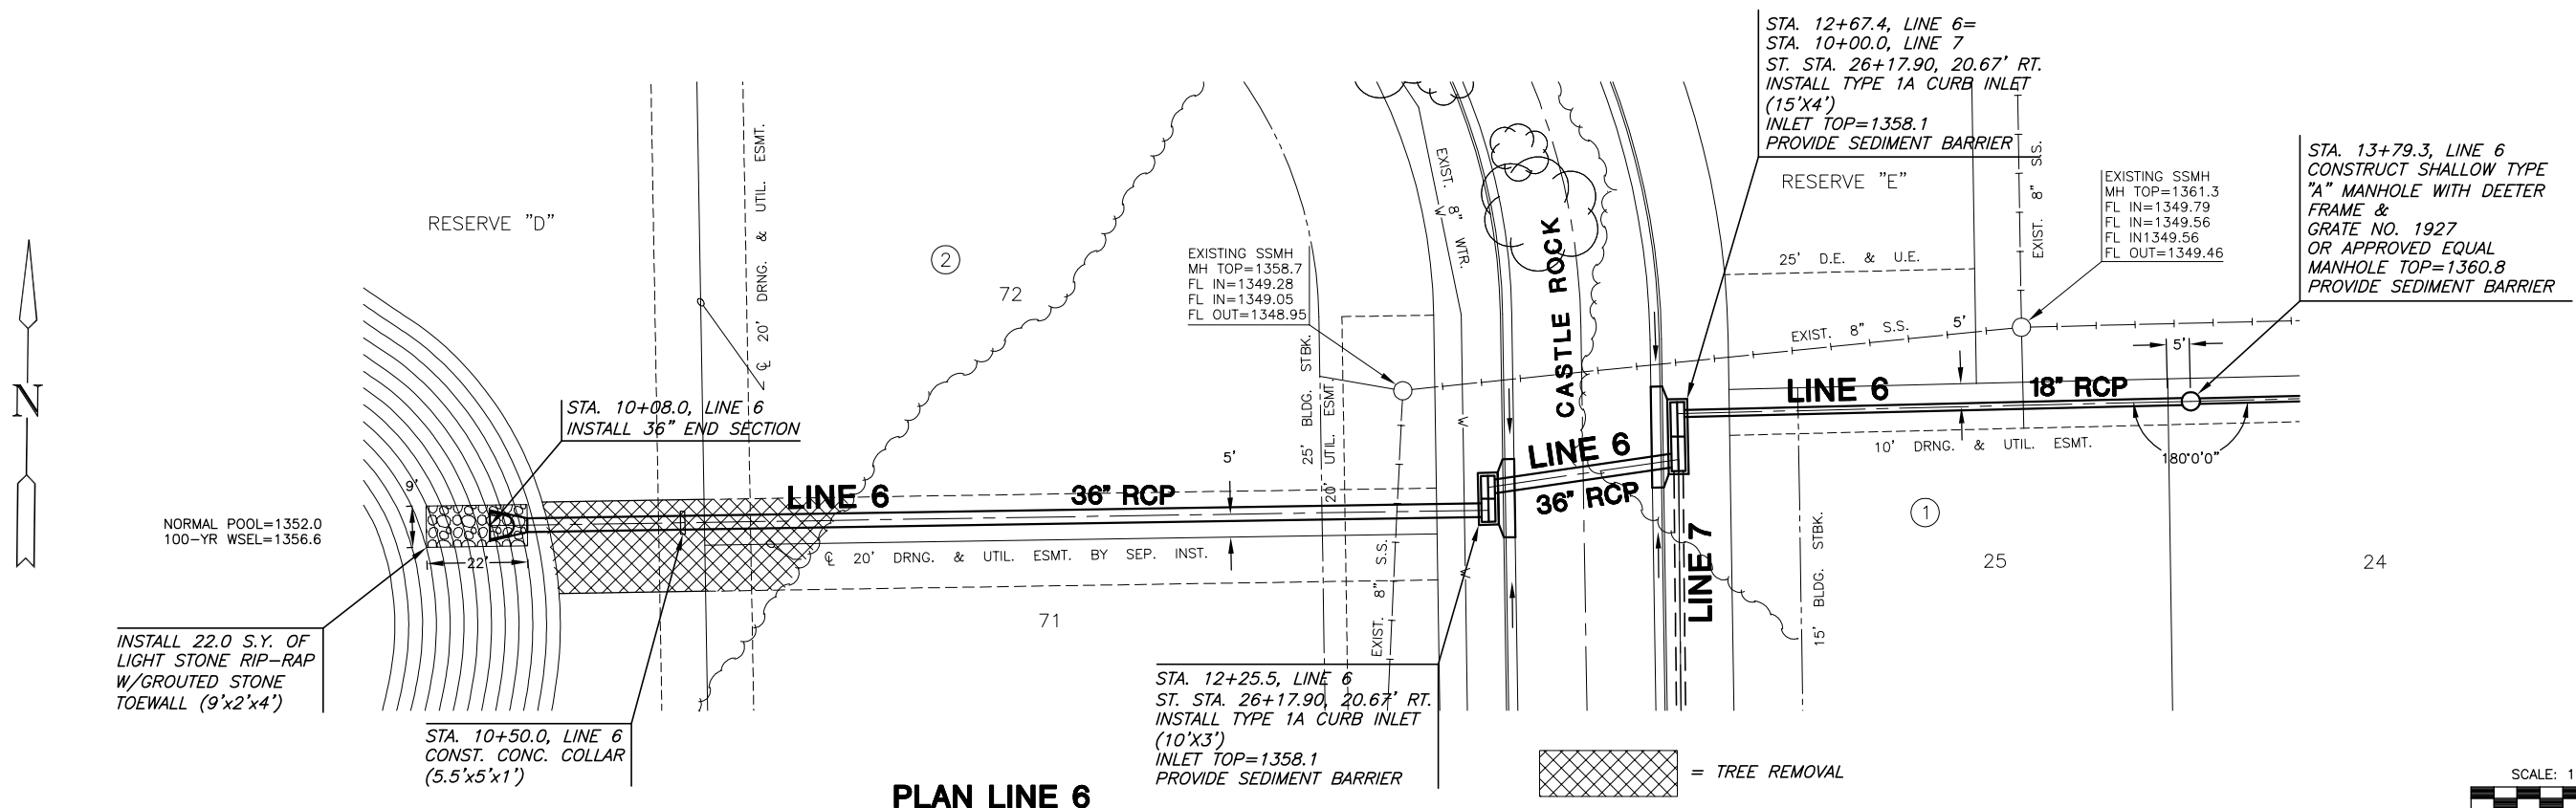 STA. 12+67.4, LINE 6=
STA. 10+00.0, LINE 7
ST. STA. 26+17.90, 20.67' RT.
INSTALL TYPE 1A CURB INLET
(15'X4')
INLET TOP=1358.1
PROVIDE SEDIMENT BARRIER
STA. 13+79.3, LINE 6
CONSTRUCT SHALLOW TYPE
"A" MANHOLE WITH DEETER
FRAME &
GRATE NO. 1927
OR APPROVED EQUAL
MANHOLE TOP=1360.8
PROVIDE SEDIMENT BARRIER
EXISTING SSMH
MH TOP=1361.3
FL IN=1349.79
FL IN=1349.56
FL IN1349.56
FL OUT=1349.46
EXIST. 8" S.S.
RESERVE "E"
25' D.E. & U.E.
RESERVE "D"
℄ 20' DRNG. & UTIL. ESMT.
2
72
EXISTING SSMH
MH TOP=1358.7
FL IN=1349.28
FL IN=1349.05
FL OUT=1348.95
EXIST. 8" WTR.
W
CASTLE ROCK
EXIST. 8" S.S.
5'
5'
LINE 6
18" RCP
10' DRNG. & UTIL. ESMT.
180°0'0"
N
STA. 10+08.0, LINE 6
INSTALL 36" END SECTION
25' BLDG. STBK.
20' UTIL. ESMT.
W
LINE 6
36" RCP
5'
LINE 6
36" RCP
9'
22'
NORMAL POOL=1352.0
100-YR WSEL=1356.6
℄ 20' DRNG. & UTIL. ESMT. BY SEP. INST.
EXIST. 8" S.S.
W
LINE 7
15' BLDG. STBK.
1
25
24
71
INSTALL 22.0 S.Y. OF
LIGHT STONE RIP-RAP
W/GROUTED STONE
TOEWALL (9'x2'x4')
STA. 10+50.0, LINE 6
CONST. CONC. COLLAR
(5.5'x5'x1')
STA. 12+25.5, LINE 6
ST. STA. 26+17.90, 20.67' RT.
INSTALL TYPE 1A CURB INLET
(10'X3')
INLET TOP=1358.1
PROVIDE SEDIMENT BARRIER
= TREE REMOVAL
PLAN LINE 6
SCALE: 1